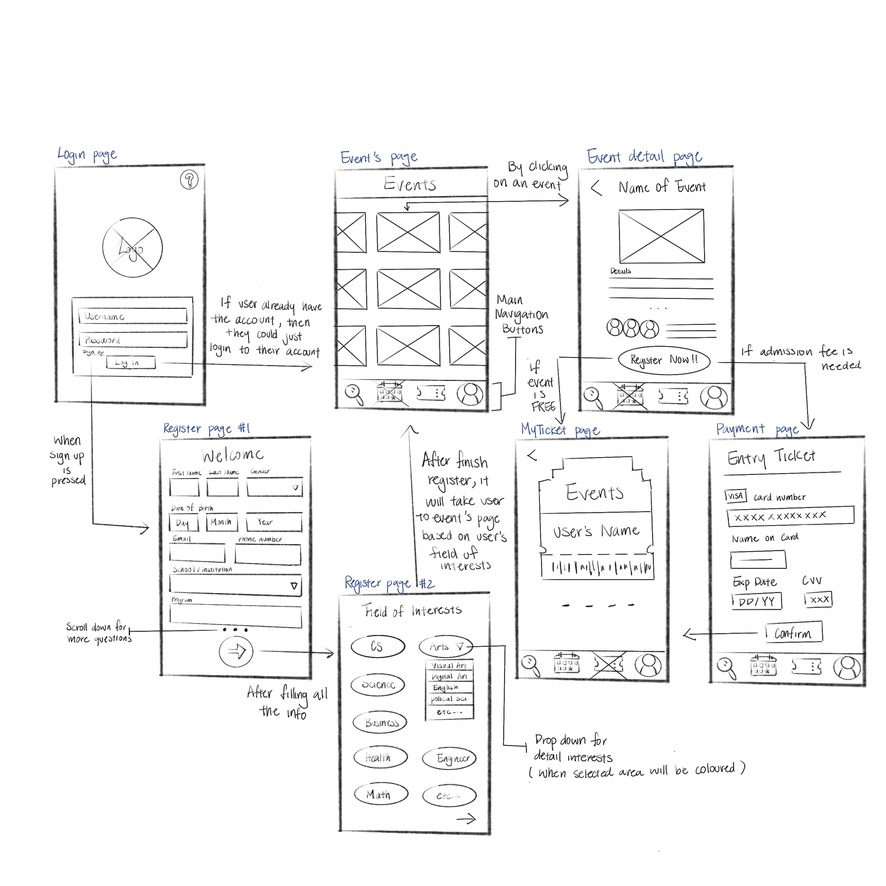 Login page
?
Logo
Username
Password
Sign up
Log in
If user already have
the account, then
they could just
login to their account
When
sign up
is
pressed
Register page #1
Welcome
First Name
Last Name
Gender
Date of Birth
Day
Month
Year
Email
Phone number
School / institution
Program
Scroll down for
more questions
After filling all
the info
Register page #2
Field of Interests
CS
Arts
Science
Business
Health
Math
Visual Art
Digital Art
English
Political Sci
etc...
Engineer
etc...
Drop down for
detail interests
(when selected area will be coloured)
After finish
register, it
will take user
to event's page
based on user's
field of
interests
Event's page
Events
By clicking
on an event
Main
Navigation
Buttons
Event detail page
< Name of Event
Details
...
Register Now!!
if
event
is
FREE
If admission fee is
needed
MyTicket page
<
Events
User's Name
Payment page
Entry Ticket
VISA card number
XXXX XXXXXXXX
Name on Card
Exp Date
CVV
DD/YY
XXX
Confirm